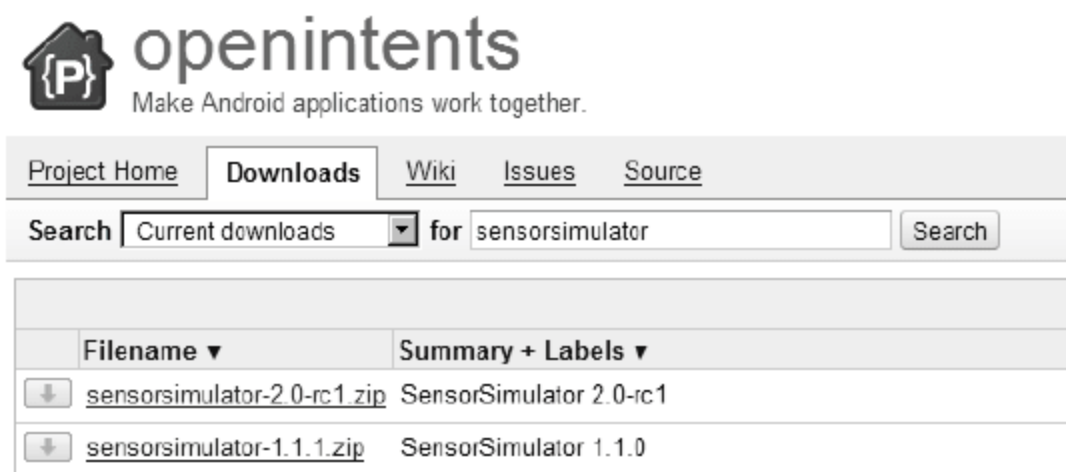 {P}
openintents
Make Android applications work together.
Project Home Downloads Wiki Issues Source
Search Current downloads for sensorsimulator Search
Filename ▼ Summary + Labels ▼
sensorsimulator-2.0-rc1.zip SensorSimulator 2.0-rc1
sensorsimulator-1.1.1.zip SensorSimulator 1.1.0